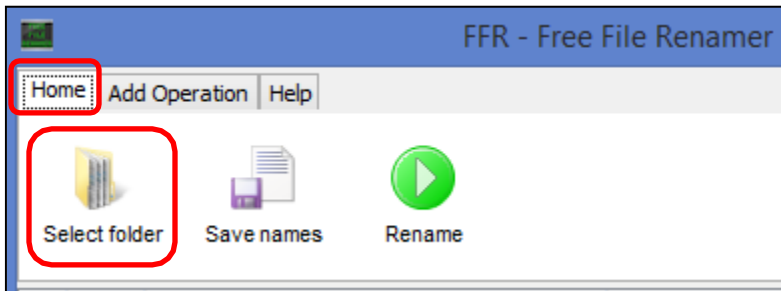 FFR - Free File Renamer
Home Add Operation Help
Select folder Save names Rename